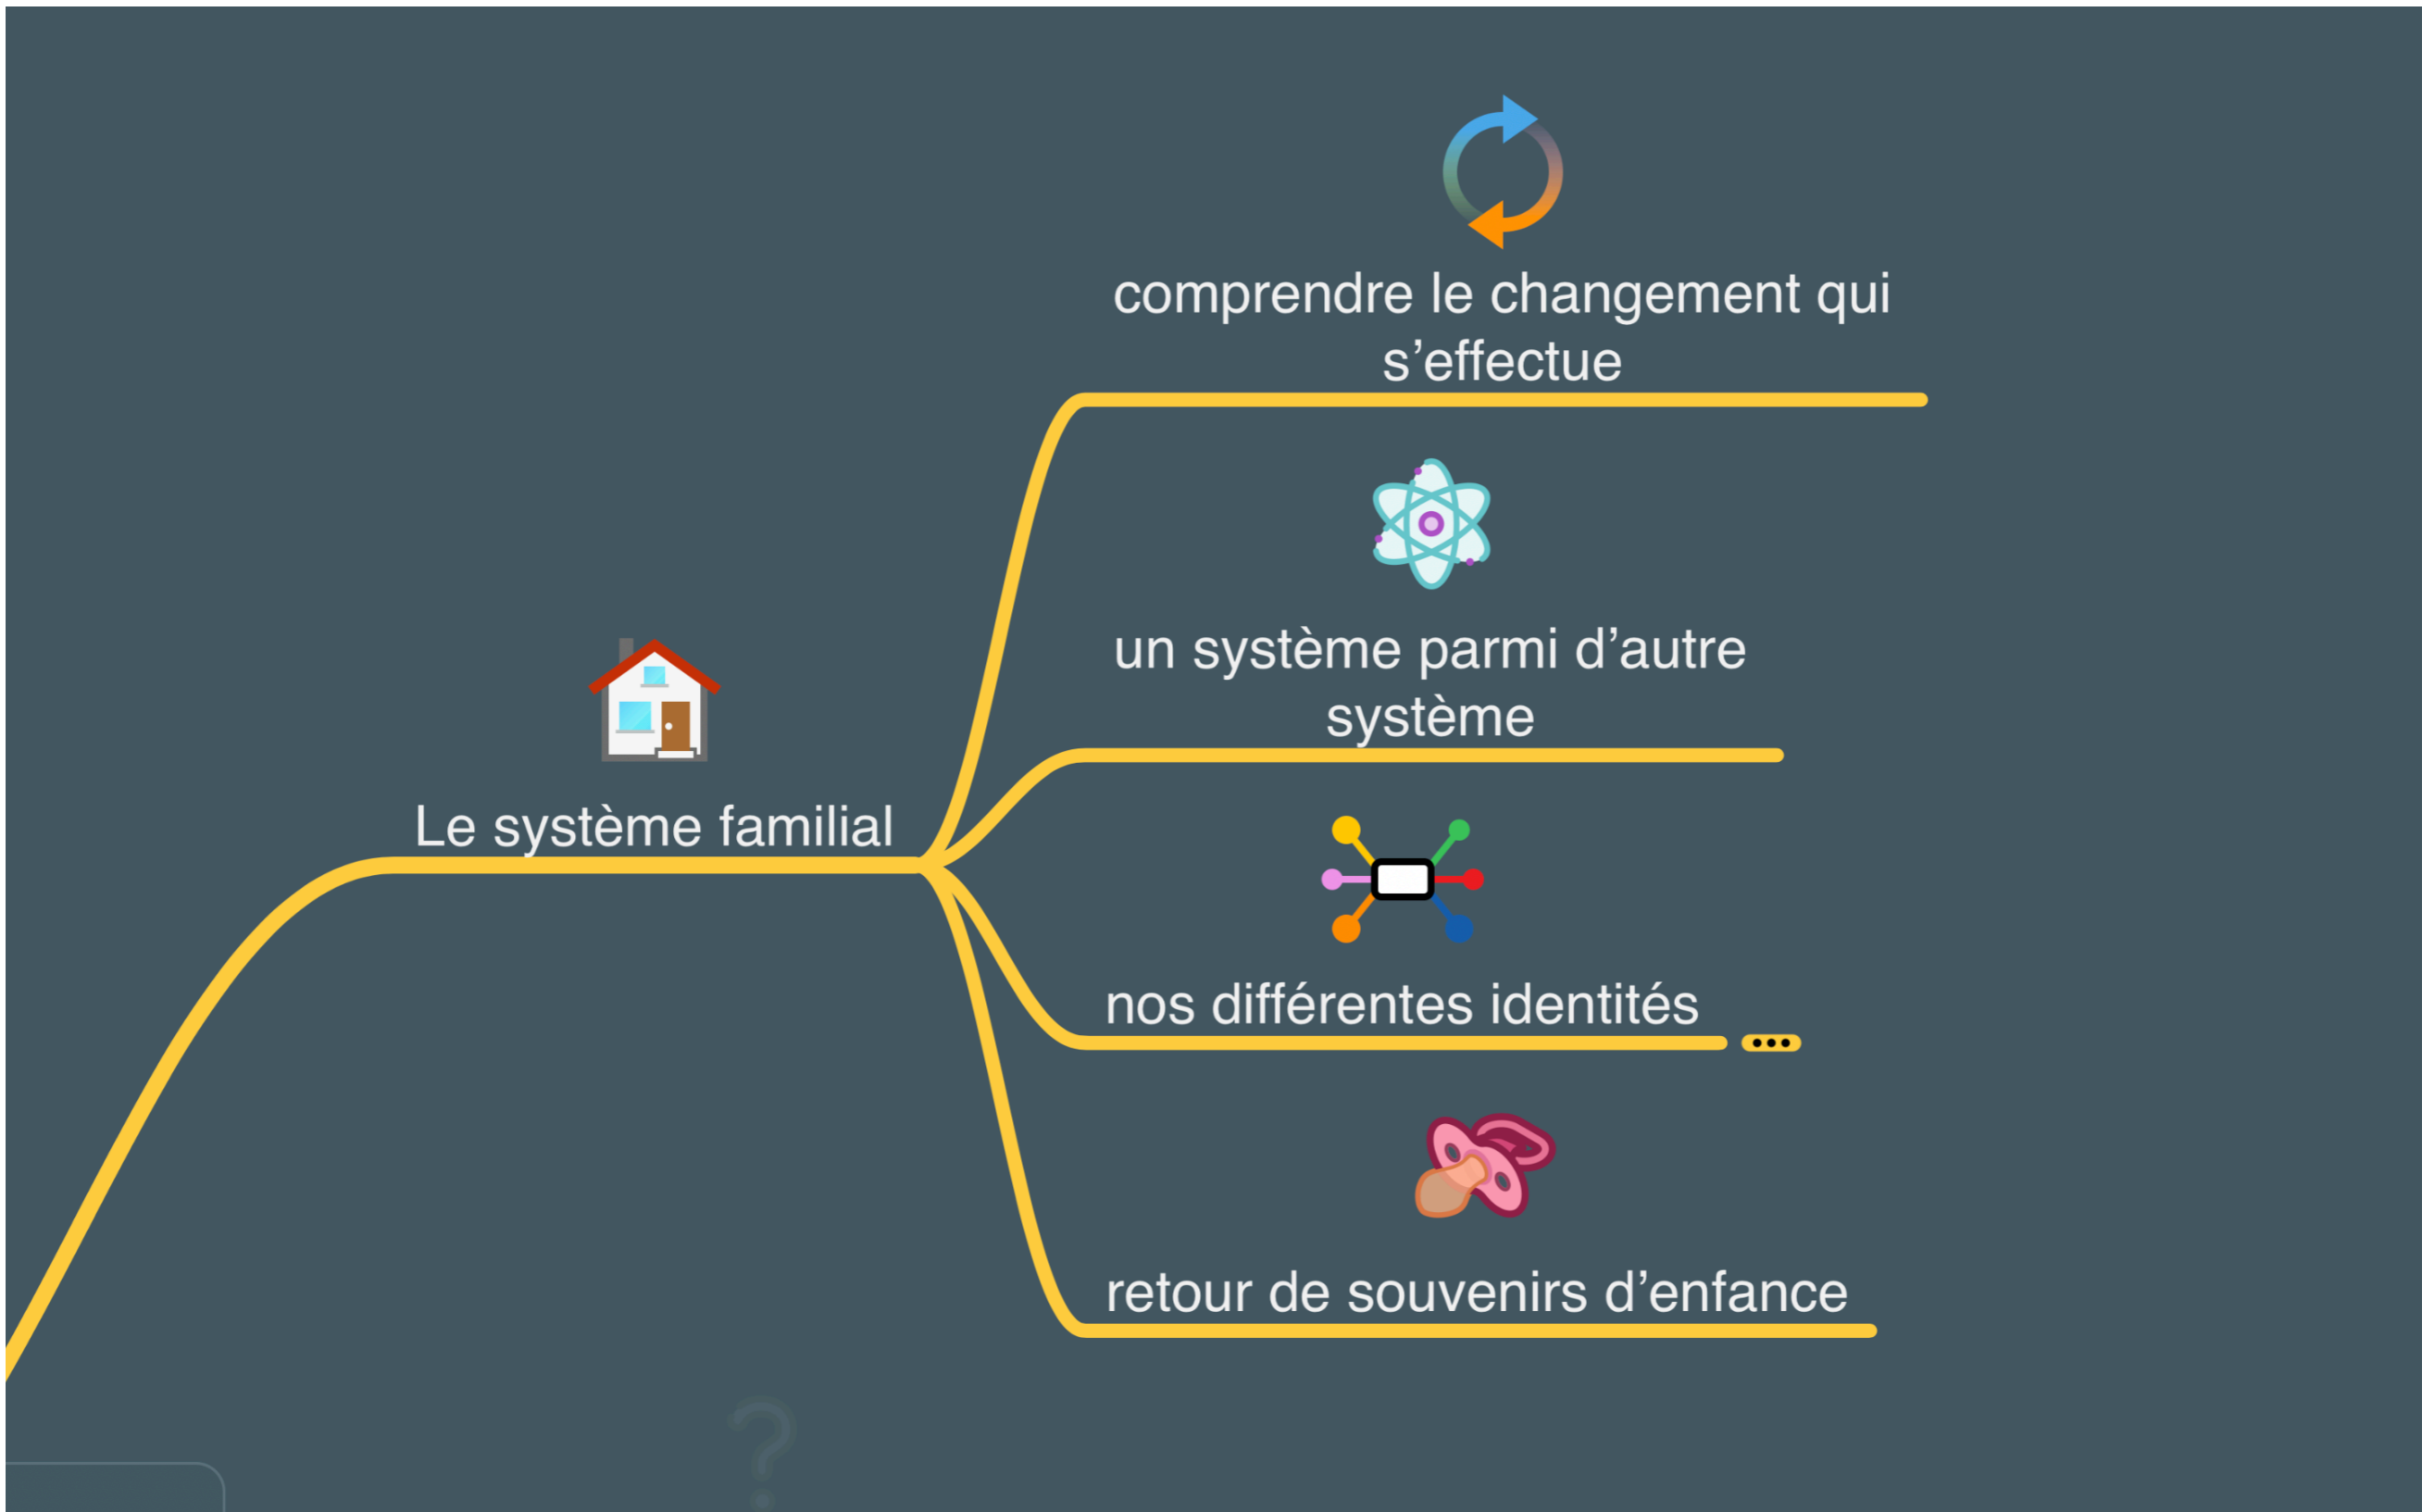 comprendre le changement qui
s’effectue
un système parmi d’autre
système
Le système familial
nos différentes identités
retour de souvenirs d’enfance
?